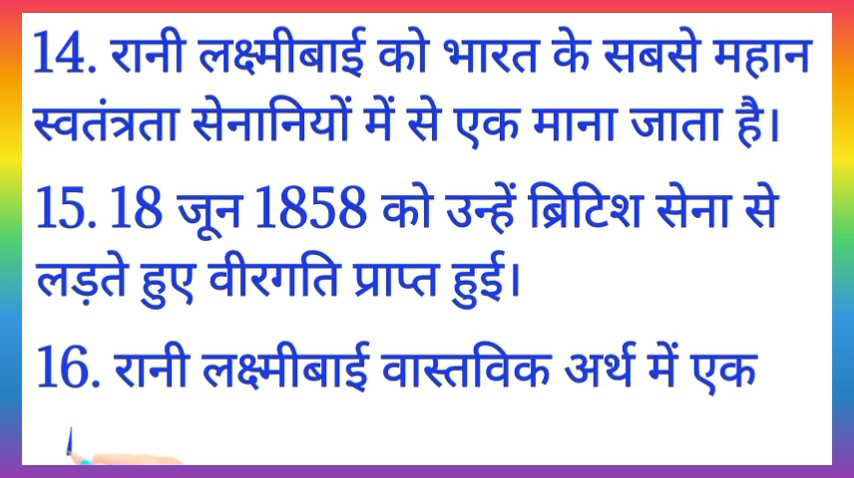 14. रानी लक्ष्मीबाई को भारत के सबसे महान
स्वतंत्रता सेनानियों में से एक माना जाता है।
15. 18 जून 1858 को उन्हें ब्रिटिश सेना से
लड़ते हुए वीरगति प्राप्त हुई।
16. रानी लक्ष्मीबाई वास्तविक अर्थ में एक